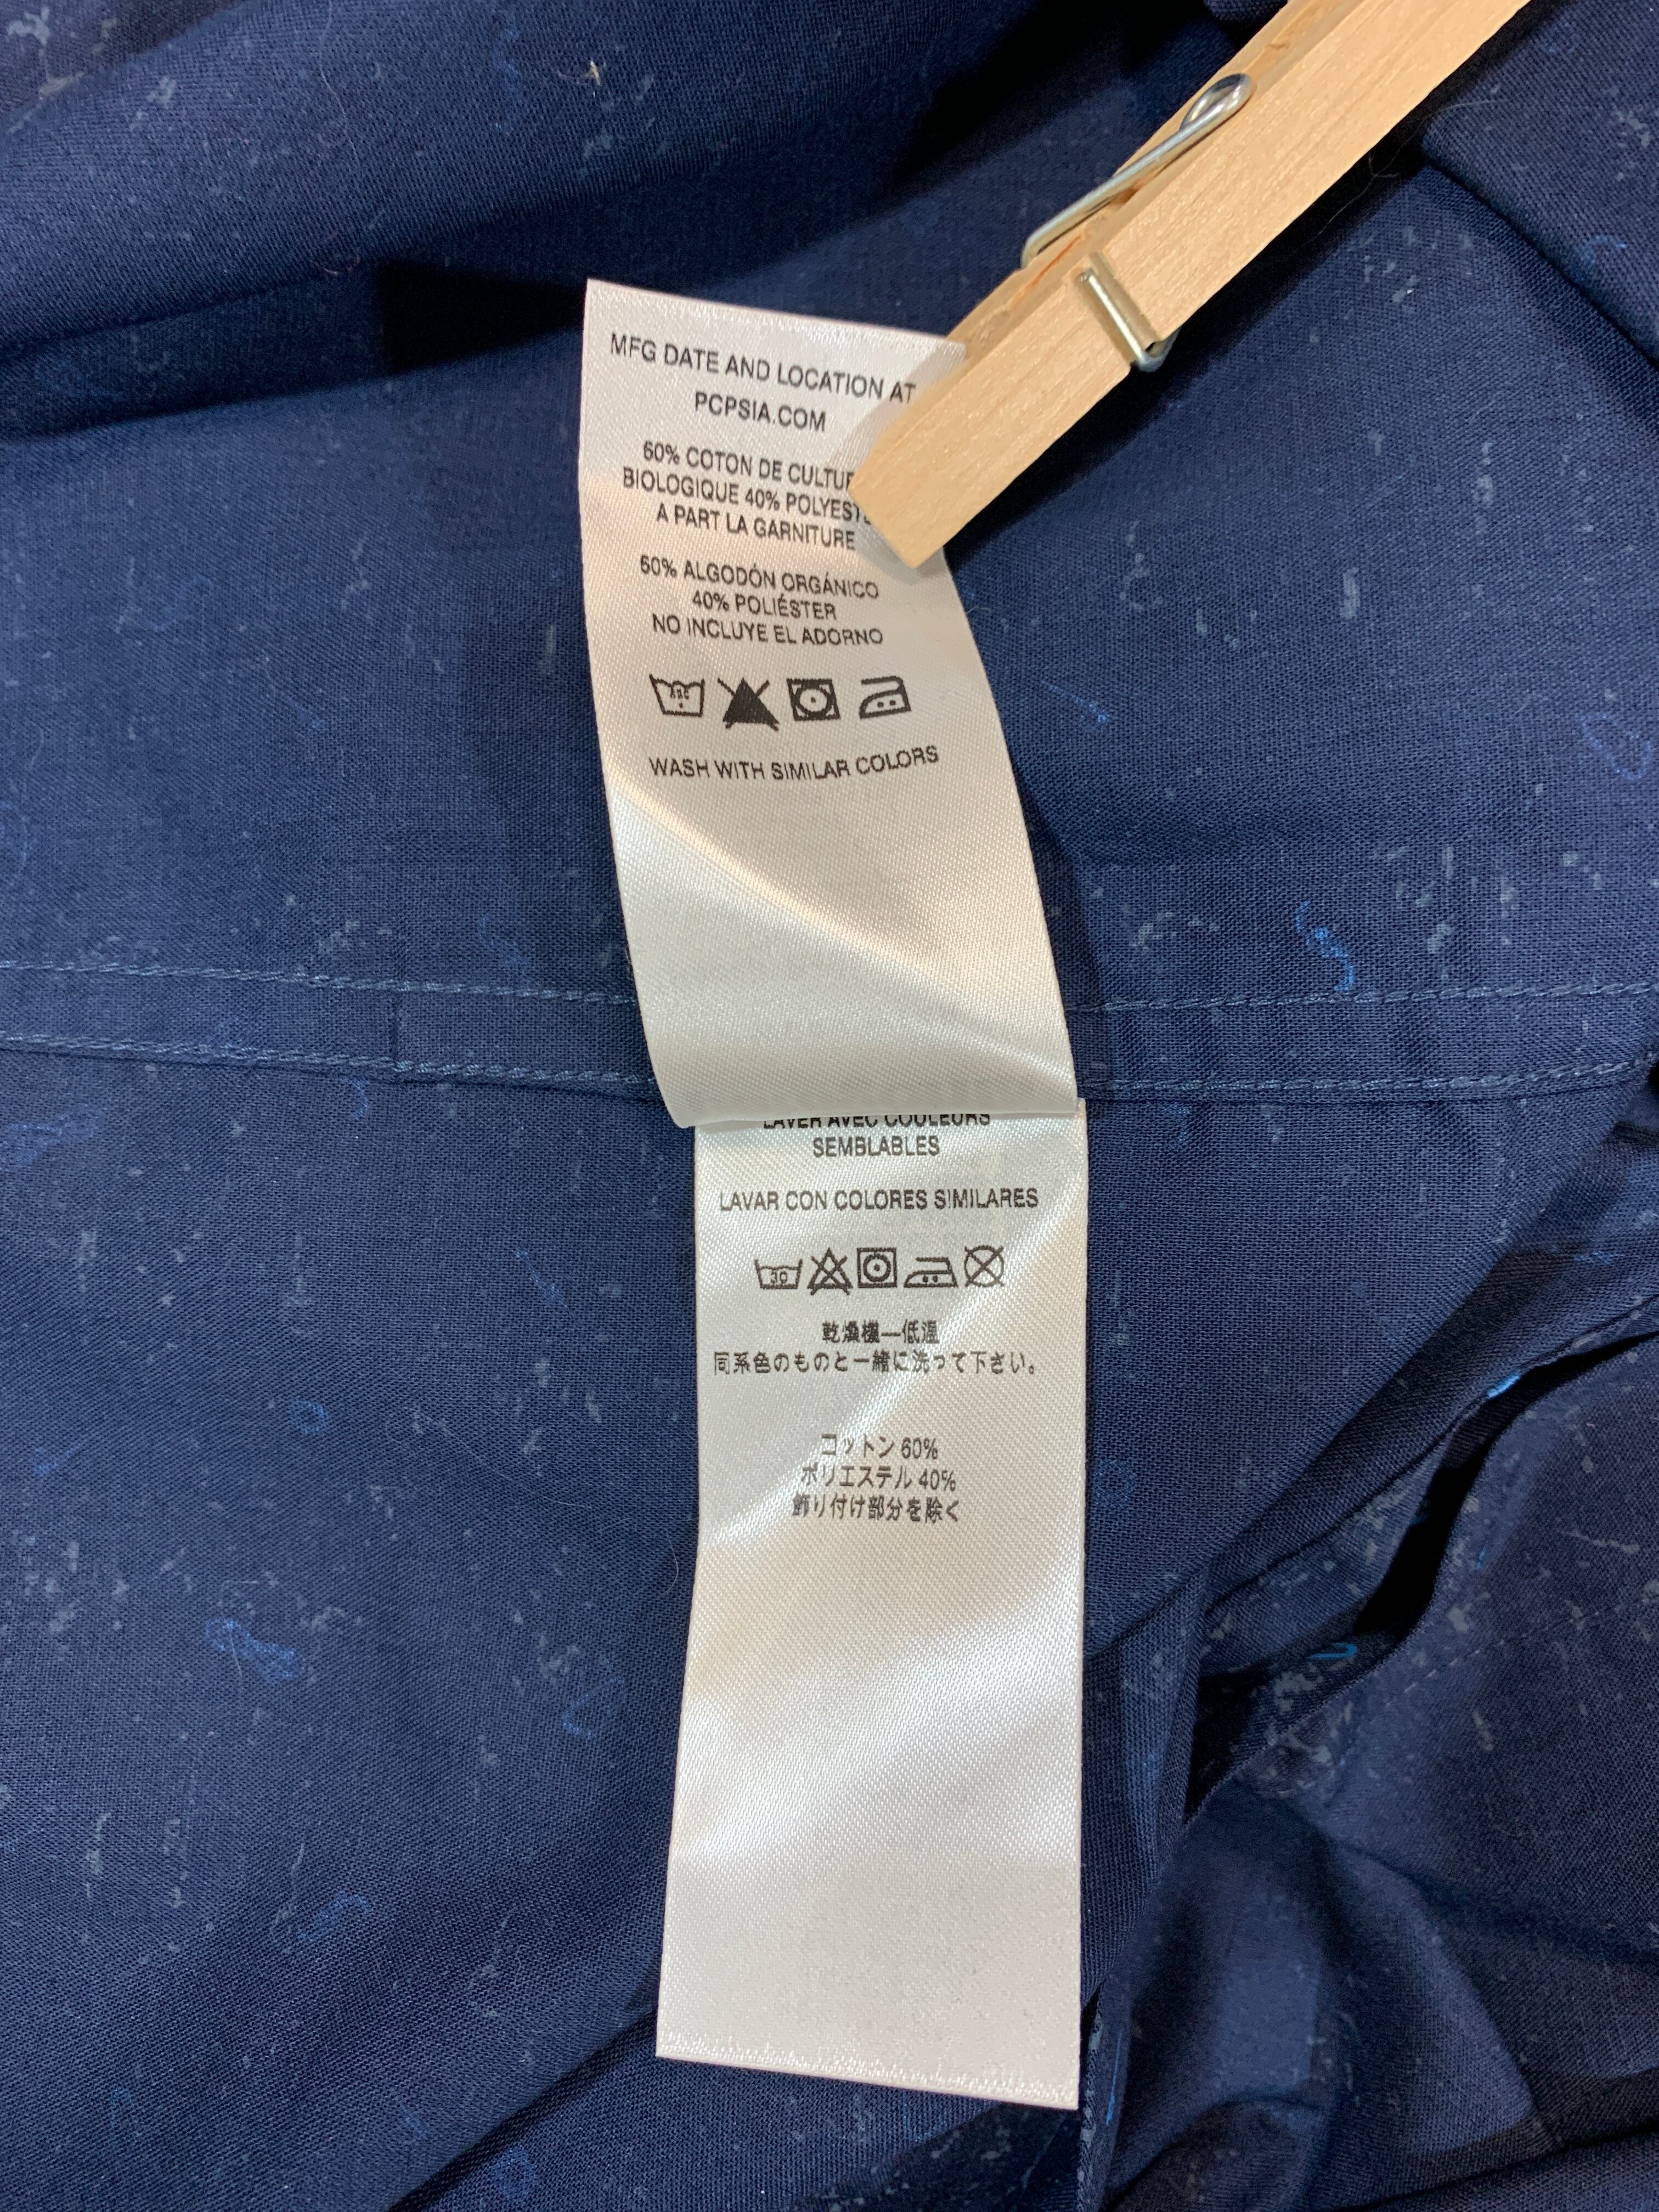 MFG DATE AND LOCATION AT
PCPSIA.COM
60% COTON DE
BIOLOGIQUE 40%
A PART LA GARNITURE
60% ALGODÓN ORGÁNICO
40% POLIÉSTER
NO INCLUYE EL ADORNO
WASH WITH SIMILAR COLORS
LAVER AVEC COULEURS
SEMBLABLES
LAVAR CON COLORES SIMILARES
30
乾燥機—低温
同系色のものと一緒に洗って下さい。
コットン 60%
ポリエステル 40%
飾り付け部分を除く